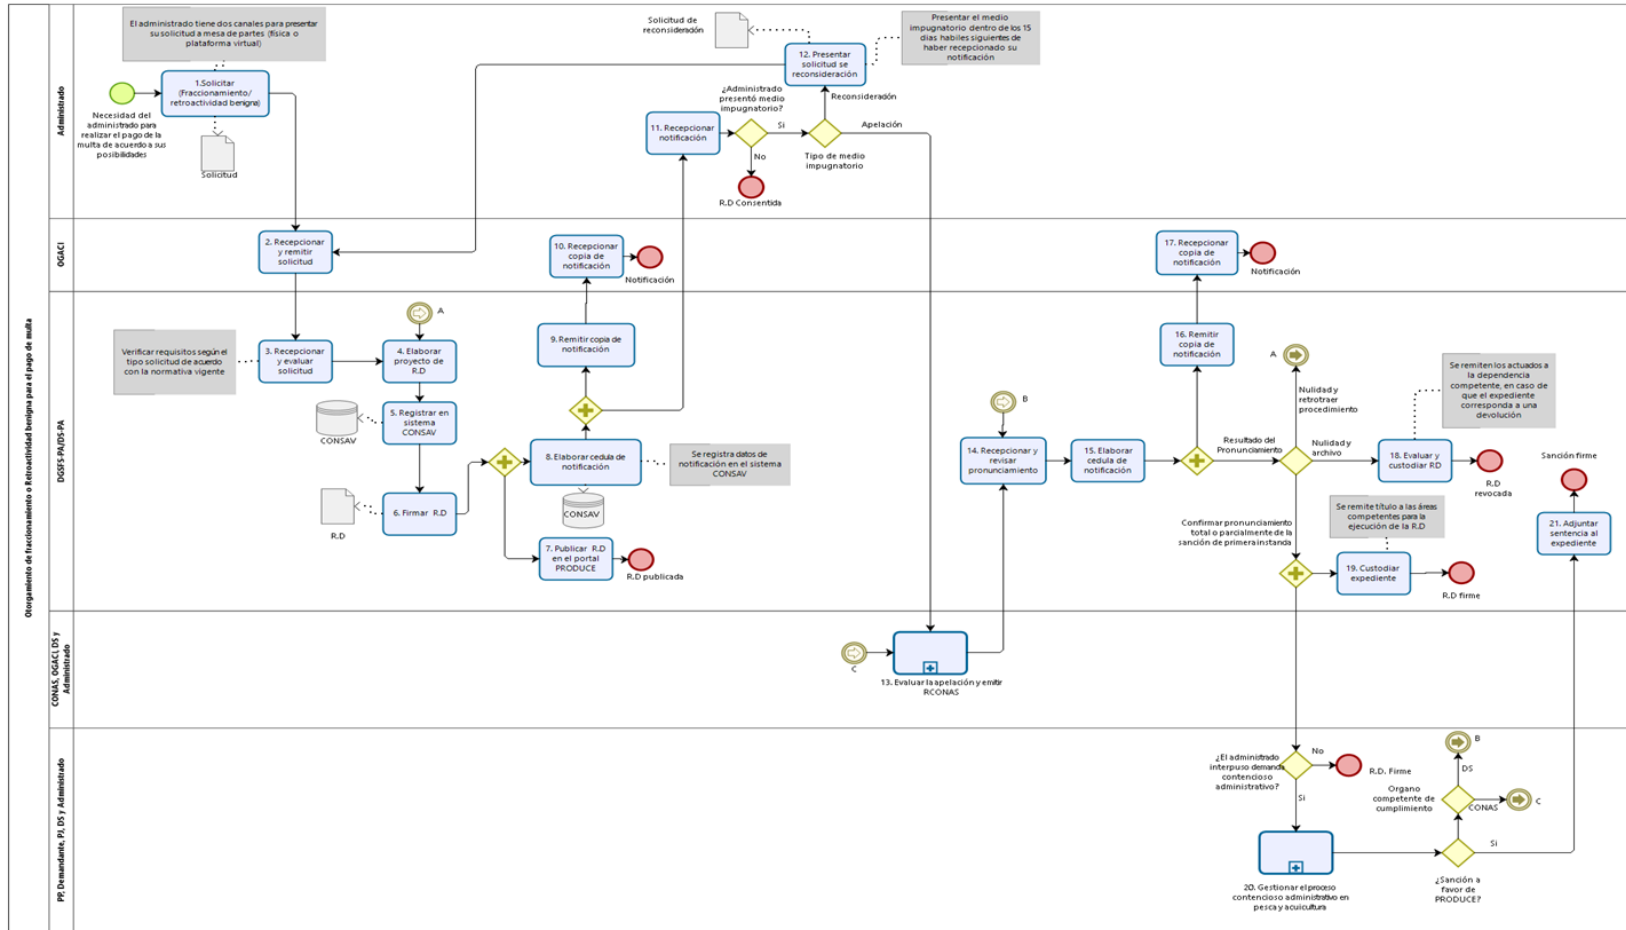 Otorgamiento de fraccionamiento o Retroactividad benigna para el pago de multa
Administrado
El administrado tiene dos canales para presentar
su solicitud a mesa de partes (física o
plataforma virtual)
1.Solicitar
(Fraccionamiento/
retroactividad benigna)
Necesidad del
administrado para
realizar el pago de la
multa de acuerdo a sus
posibilidades
Solicitud
Solicitud de
reconsideración
12. Presentar
solicitud se
reconsideración
Presentar el medio
impugnatorio dentro de los 15
días habiles siguientes de
haber recepcionado su
notificación
11. Recepcionar
notificación
¿Administrado
presentó medio
impugnatorio?
Si
No
R.D Consentida
Reconsideración
Apelación
Tipo de medio
impugnatorio
OGACI
2. Recepcionar
y remitir
solicitud
10. Recepcionar
copia de
notificación
Notificación
17. Recepcionar
copia de
notificación
Notificación
DGSFS-PA/DS-PA
Verificar requisitos según el
tipo solicitud de acuerdo
con la normativa vigente
3. Recepcionar
y evaluar
solicitud
A
4. Elaborar
proyecto de
R.D
5. Registrar en
sistema
CONSAV
CONSAV
6. Firmar R.D
R.D
9. Remitir copia de
notificación
8. Elaborar cedula de
notificación
Se registra datos de
notificación en el sistema
CONSAV
CONSAV
7. Publicar R.D
en el portal
PRODUCE
R.D publicada
B
14. Recepcionar y
revisar
pronunciamiento
15. Elaborar
cedula de
notificación
16. Remitir
copia de
notificación
Resultado del
Pronunciamiento
A
Nulidad y
retrotraer
procedimiento
Nulidad y
archivo
Se remiten los actuados a
la dependencia
competente, en caso de
que el expediente
corresponda a una
devolución
18. Evaluar y
custodiar RD
R.D
revocada
Confirmar pronunciamiento
total o parcialmente de la
sanción de primera instancia
Se remite título a las áreas
competentes para la
ejecución de la R.D
19. Custodiar
expediente
R.D firme
Sanción firme
21. Adjuntar
sentencia al
expediente
CONAS, OGACI, DS y
Administrado
C
13. Evaluar la apelación y emitir
RCONAS
PP, Demandante, PJ, DS y Administrado
¿El administrado
interpuso demanda
contencioso
administrativo?
No
R.D. Firme
Si
20. Gestionar el proceso
contencioso administrativo en
pesca y acuicultura
B
DS
Organo
competente de
cumplimiento
CONAS
C
Si
¿Sanción a
favor de
PRODUCE?